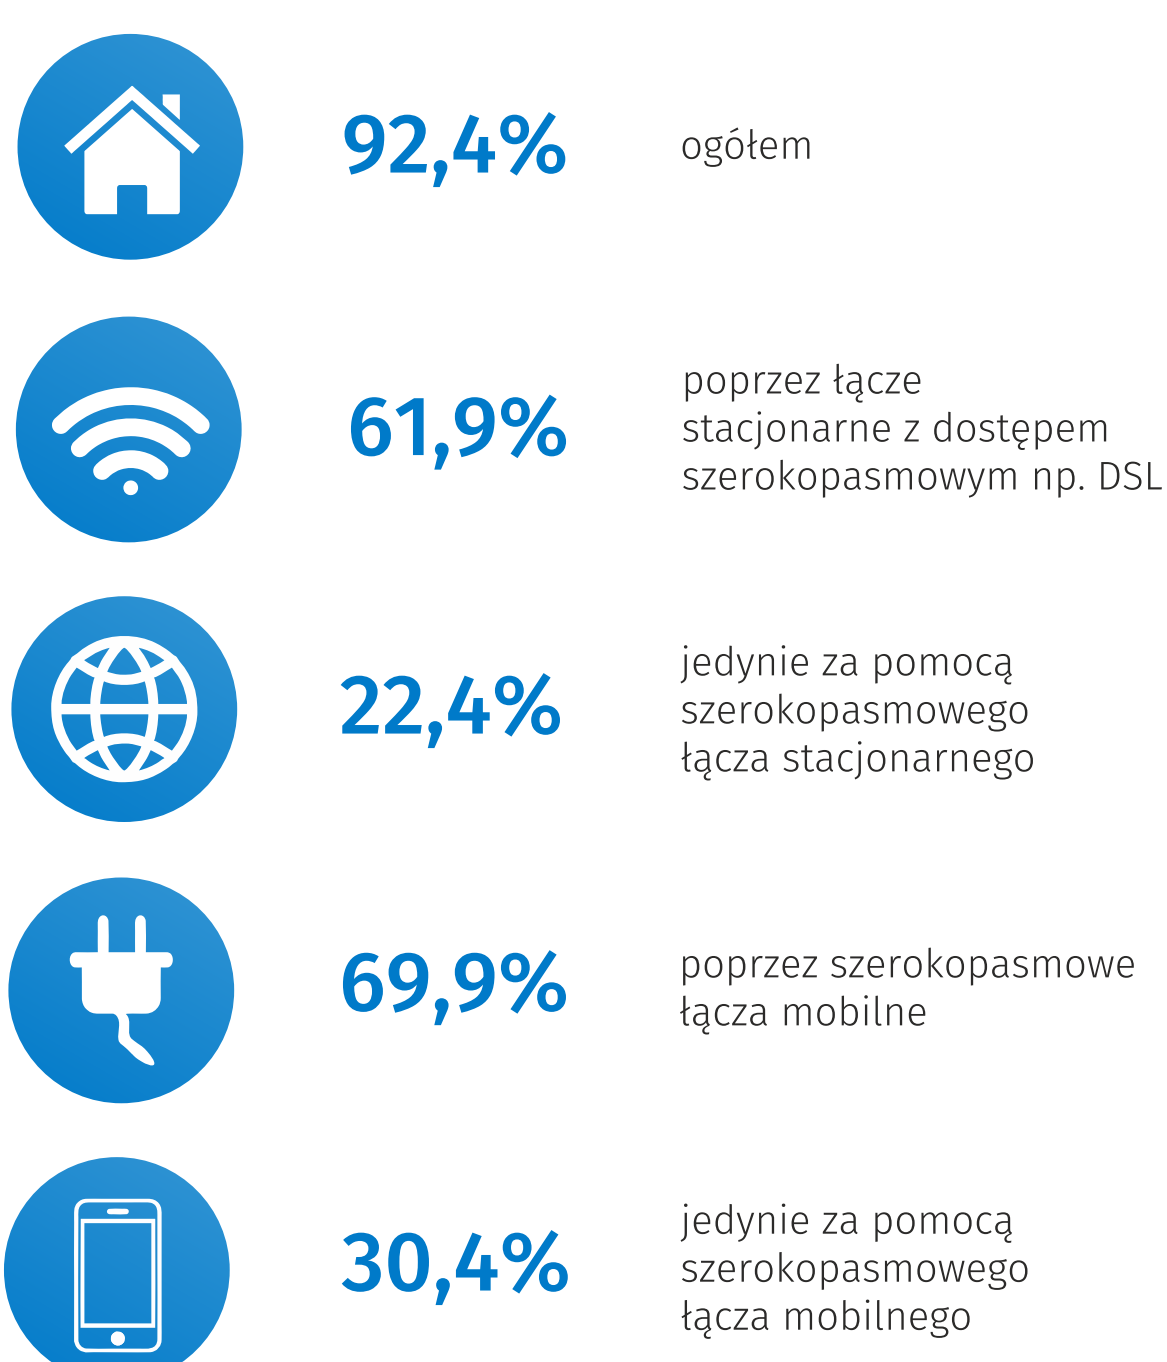 92,4%
ogółem
61,9%
poprzez łącze
stacjonarne z dostępem
szerokopasmowym np. DSL
22,4%
jedynie za pomocą
szerokopasmowego
łącza stacjonarnego
69,9%
poprzez szerokopasmowe
łącza mobilne
30,4%
jedynie za pomocą
szerokopasmowego
łącza mobilnego